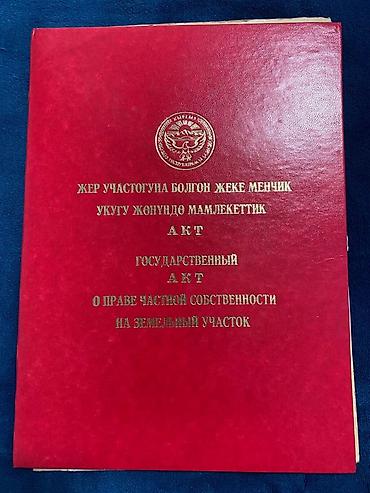 ЖЕР УЧАСТОГУНА БОЛГОН ЖЕКЕ МЕНЧИК
УКУГУ ЖӨНҮНДӨ МАМЛЕКЕТТИК
АКТ
ГОСУДАРСТВЕННЫЙ
АКТ
О ПРАВЕ ЧАСТНОЙ СОБСТВЕННОСТИ
НА ЗЕМЕЛЬНЫЙ УЧАСТОК